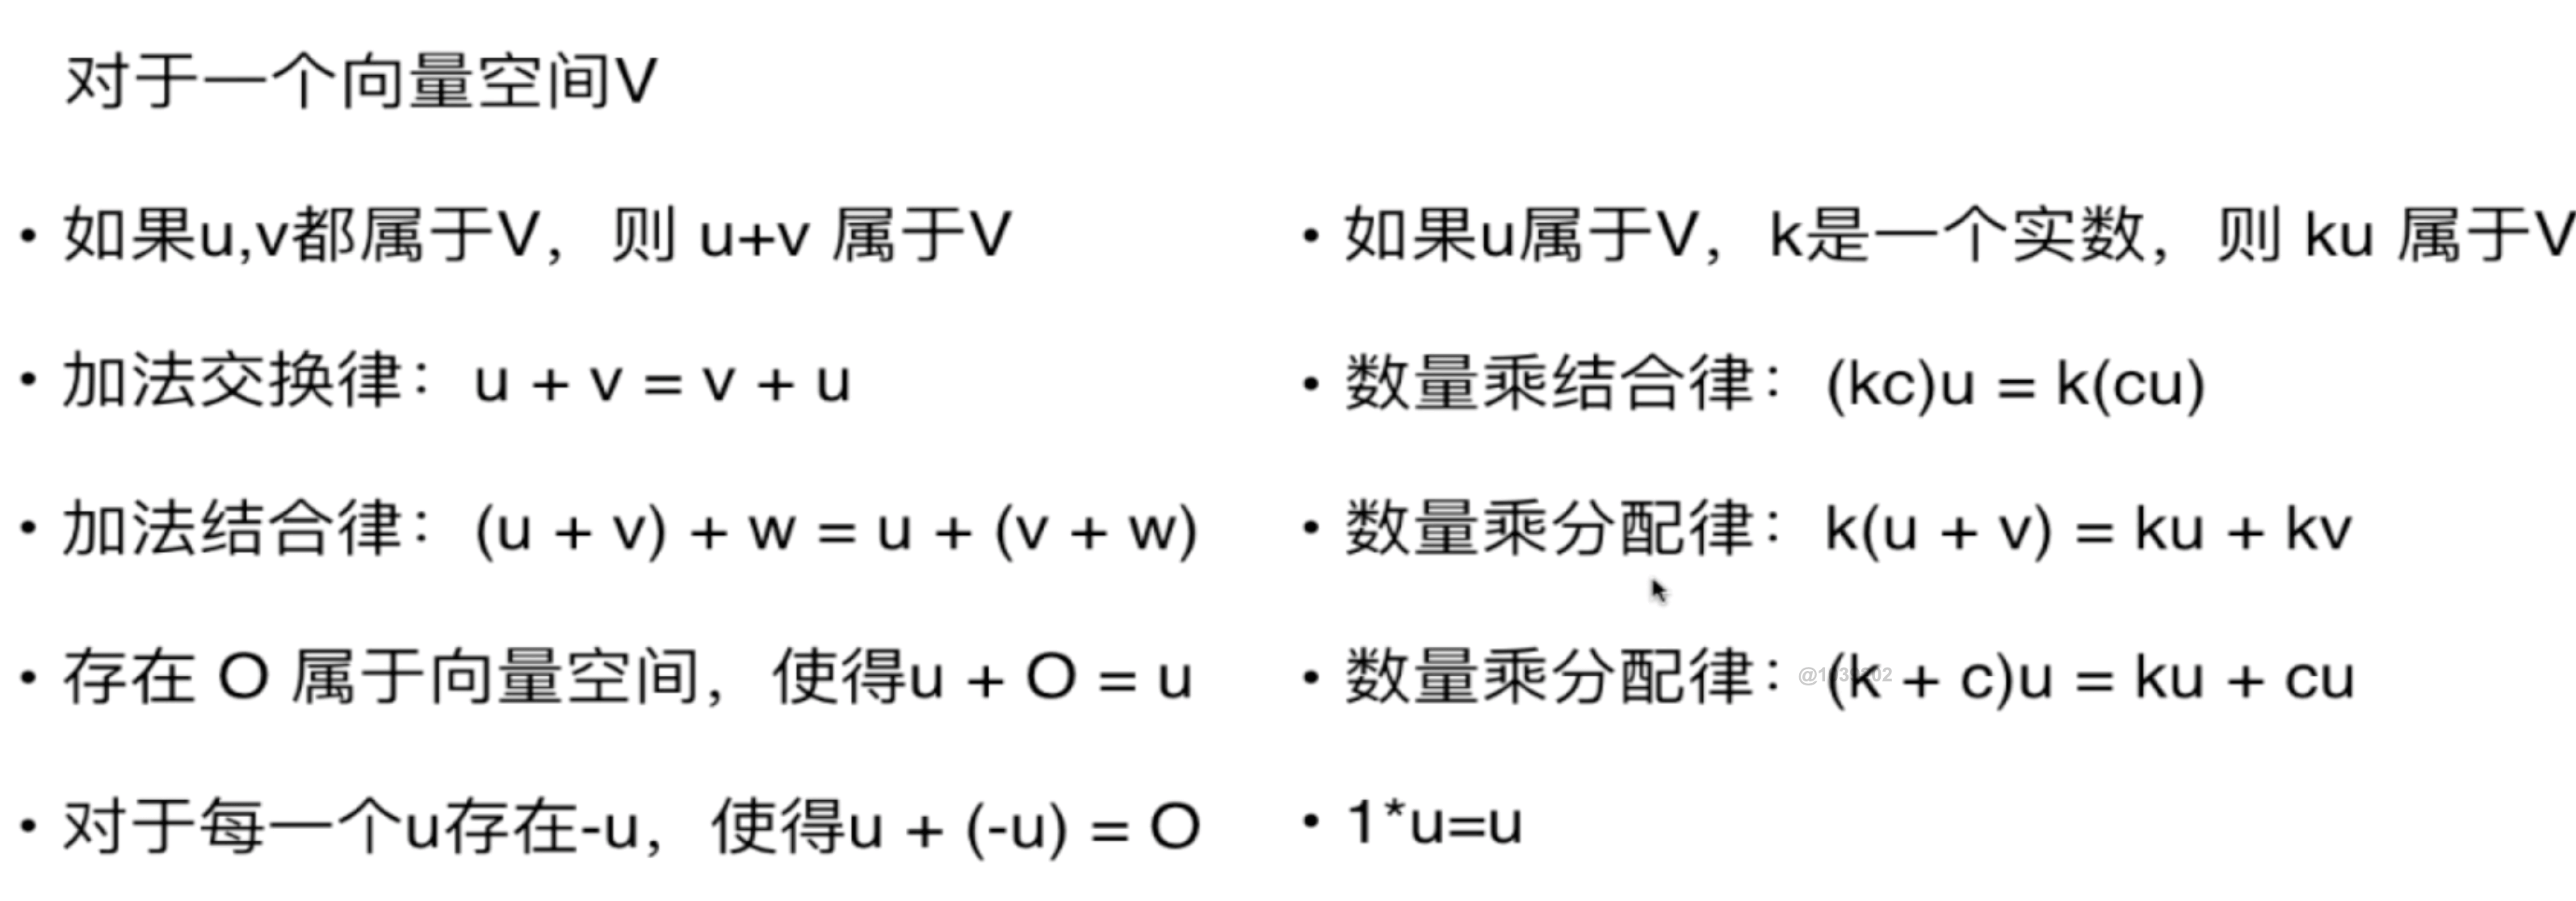 对于一个向量空间V
• 如果u,v都属于V，则 u+v 属于V
• 加法交换律：u + v = v + u
• 加法结合律：(u + v) + w = u + (v + w)
• 存在 O 属于向量空间，使得u + O = u
• 对于每一个u存在-u，使得u + (-u) = O
• 如果u属于V，k是一个实数，则 ku 属于V
• 数量乘结合律：(kc)u = k(cu)
• 数量乘分配律：k(u + v) = ku + kv
• 数量乘分配律：(k + c)u = ku + cu
• 1*u=u